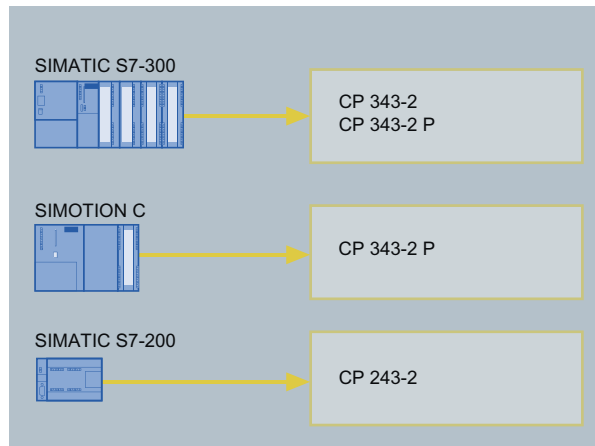 SIMATIC S7-300
CP 343-2
CP 343-2 P
SIMOTION C
CP 343-2 P
SIMATIC S7-200
CP 243-2